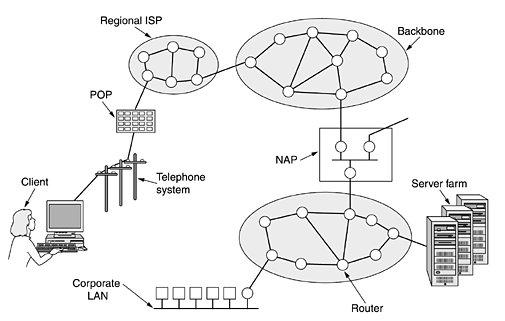 Regional ISP
Backbone
POP
NAP
Telephone
system
Client
Server farm
Corporate
LAN
Router